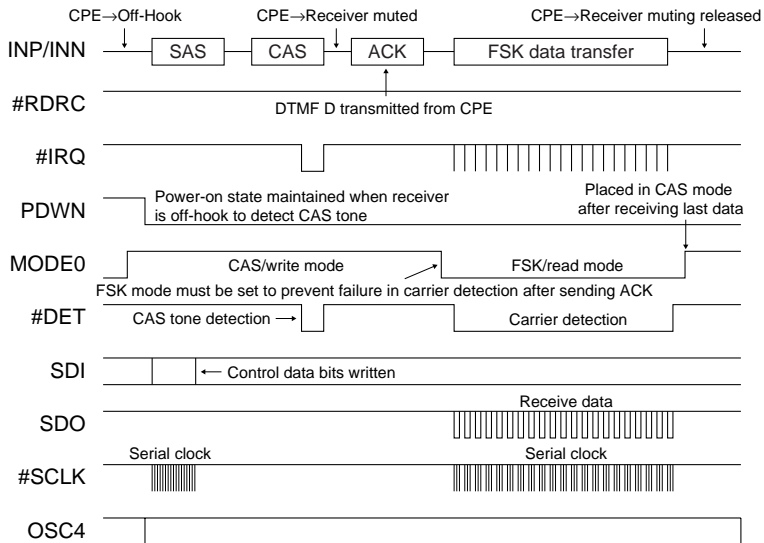 CPE→Off-Hook
CPE→Receiver muted
CPE→Receiver muting released
INP/INN
SAS
CAS
ACK
FSK data transfer
#RDRC
DTMF D transmitted from CPE
#IRQ
PDWN
Power-on state maintained when receiver
is off-hook to detect CAS tone
Placed in CAS mode
after receiving last data
MODE0
CAS/write mode
FSK/read mode
FSK mode must be set to prevent failure in carrier detection after sending ACK
#DET
CAS tone detection
Carrier detection
SDI
Control data bits written
SDO
Receive data
Serial clock
Serial clock
#SCLK
OSC4